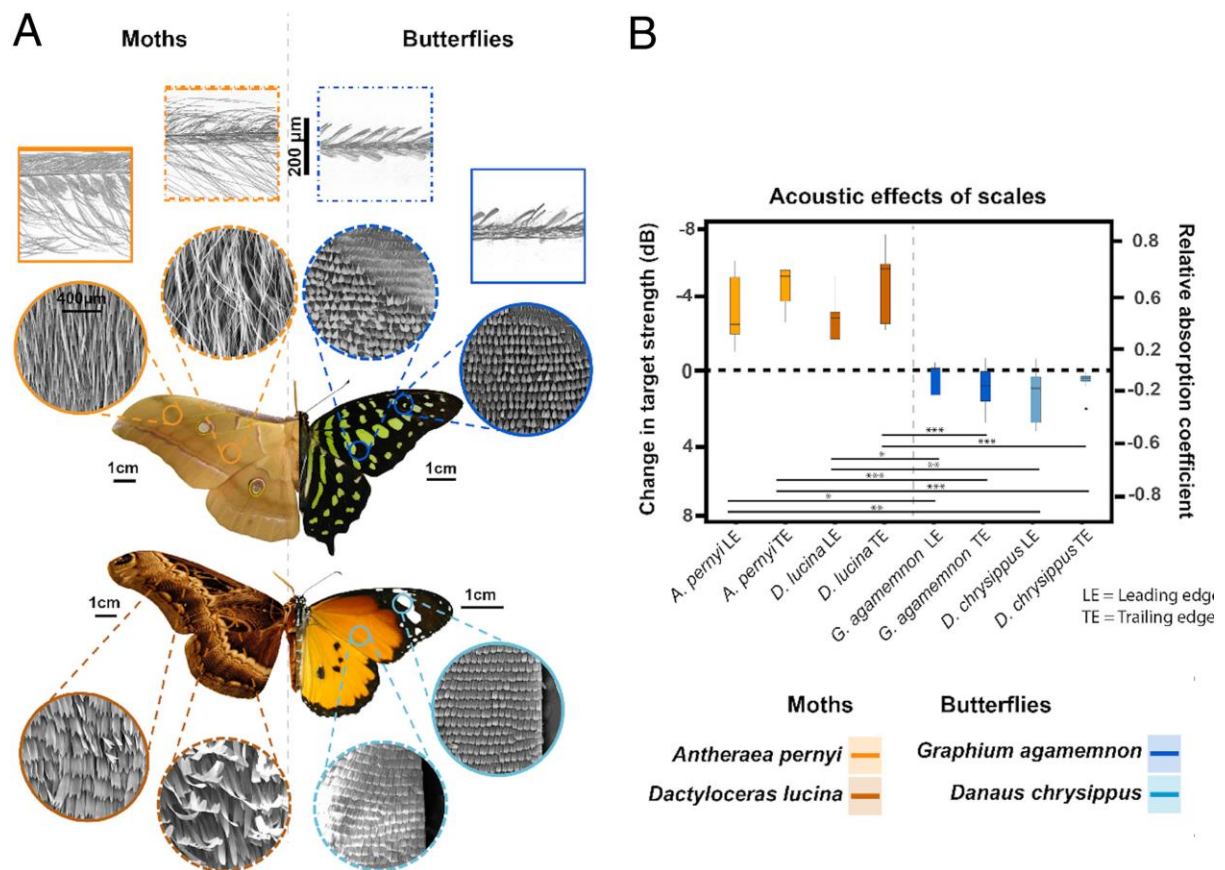 A
Moths
Butterflies
200 µm
400µm
1cm
1cm
1cm
1cm
B
Acoustic effects of scales
Change in target strength (dB)
-8
-4
0
4
8
Relative absorption coefficient
0.8
0.6
0.2
-0.2
-0.6
-0.8
***
***
*
**
***
***
*
**
A. pernyi LE
A. pernyi TE
D. lucina LE
D. lucina TE
G. agamemnon LE
G. agamemnon TE
D. chrysippus LE
D. chrysippus TE
LE = Leading edge
TE = Trailing edge
Moths
Butterflies
Antheraea pernyi
Graphium agamemnon
Dactyloceras lucina
Danaus chrysippus